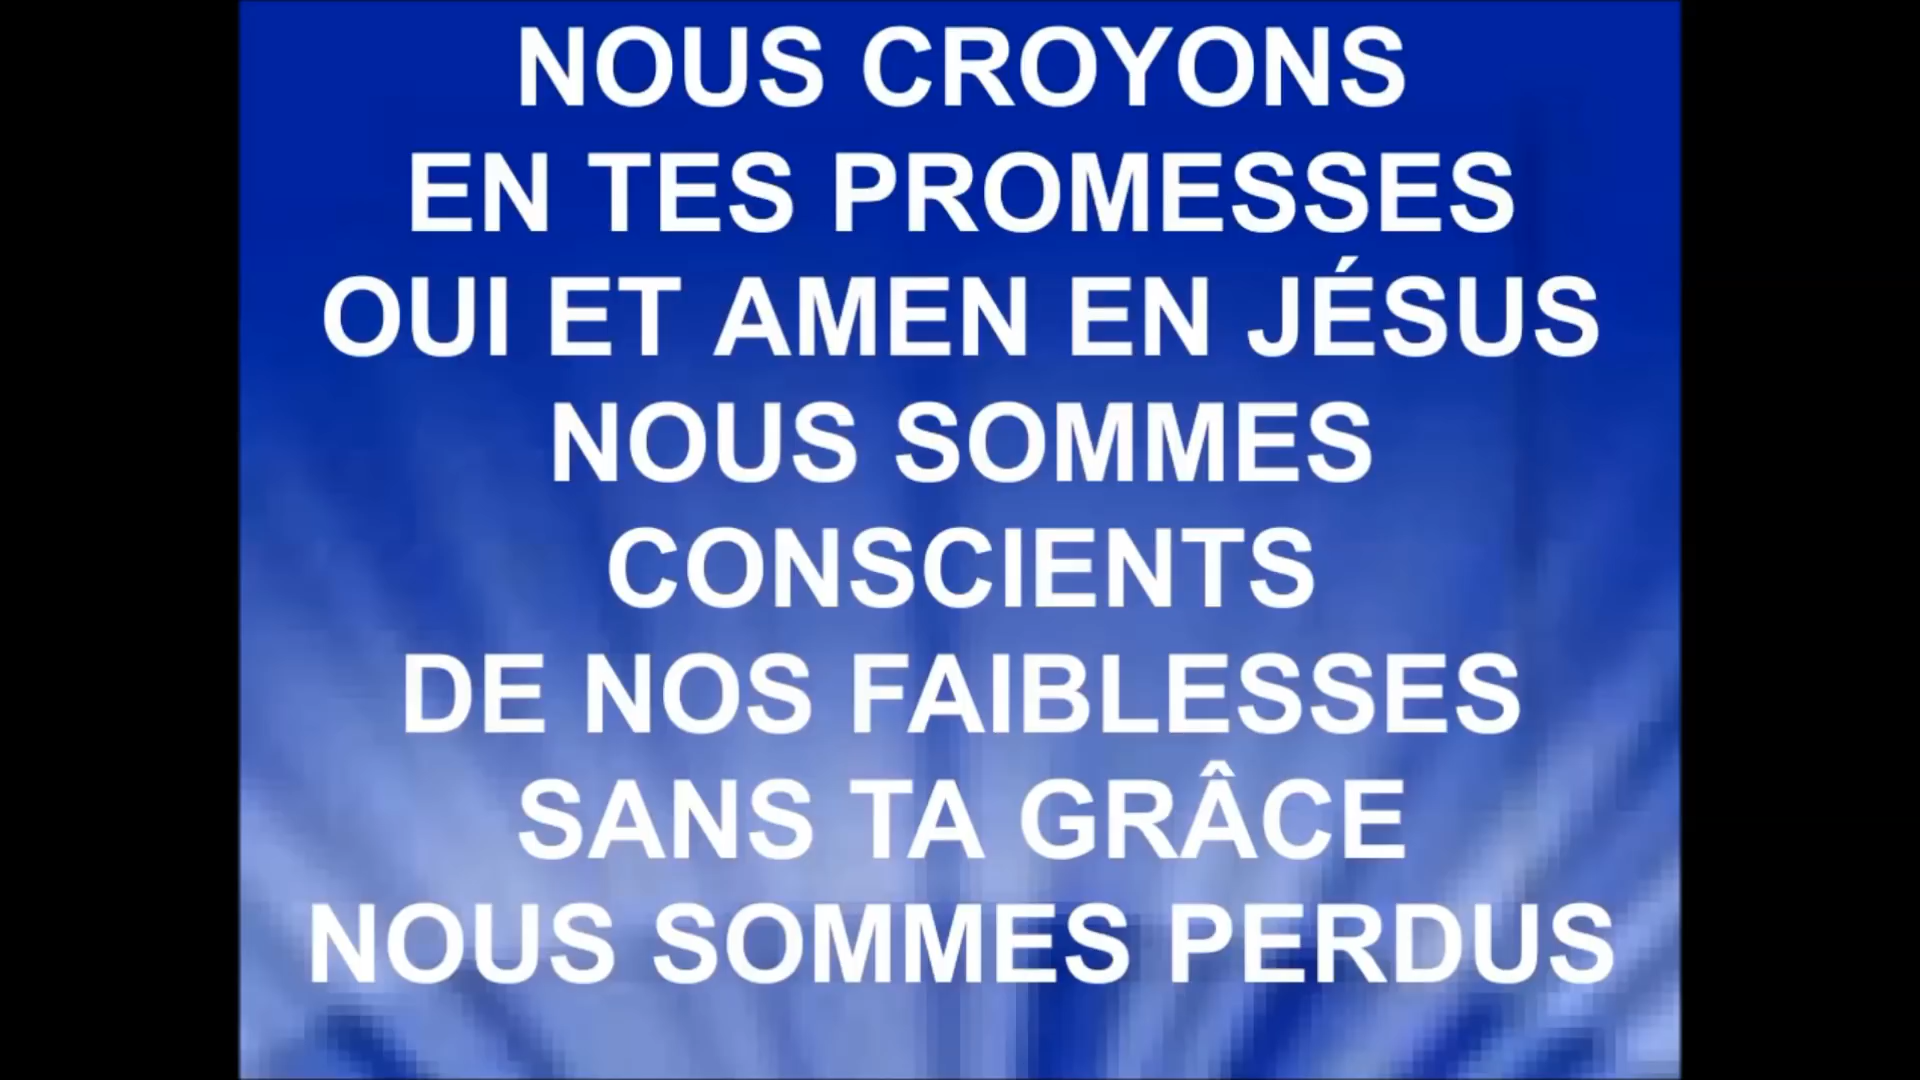 NOUS CROYONS
EN TES PROMESSES
OUI ET AMEN EN JÉSUS
NOUS SOMMES
CONSCIENTS
DE NOS FAIBLESSES
SANS TA GRÂCE
NOUS SOMMES PERDUS